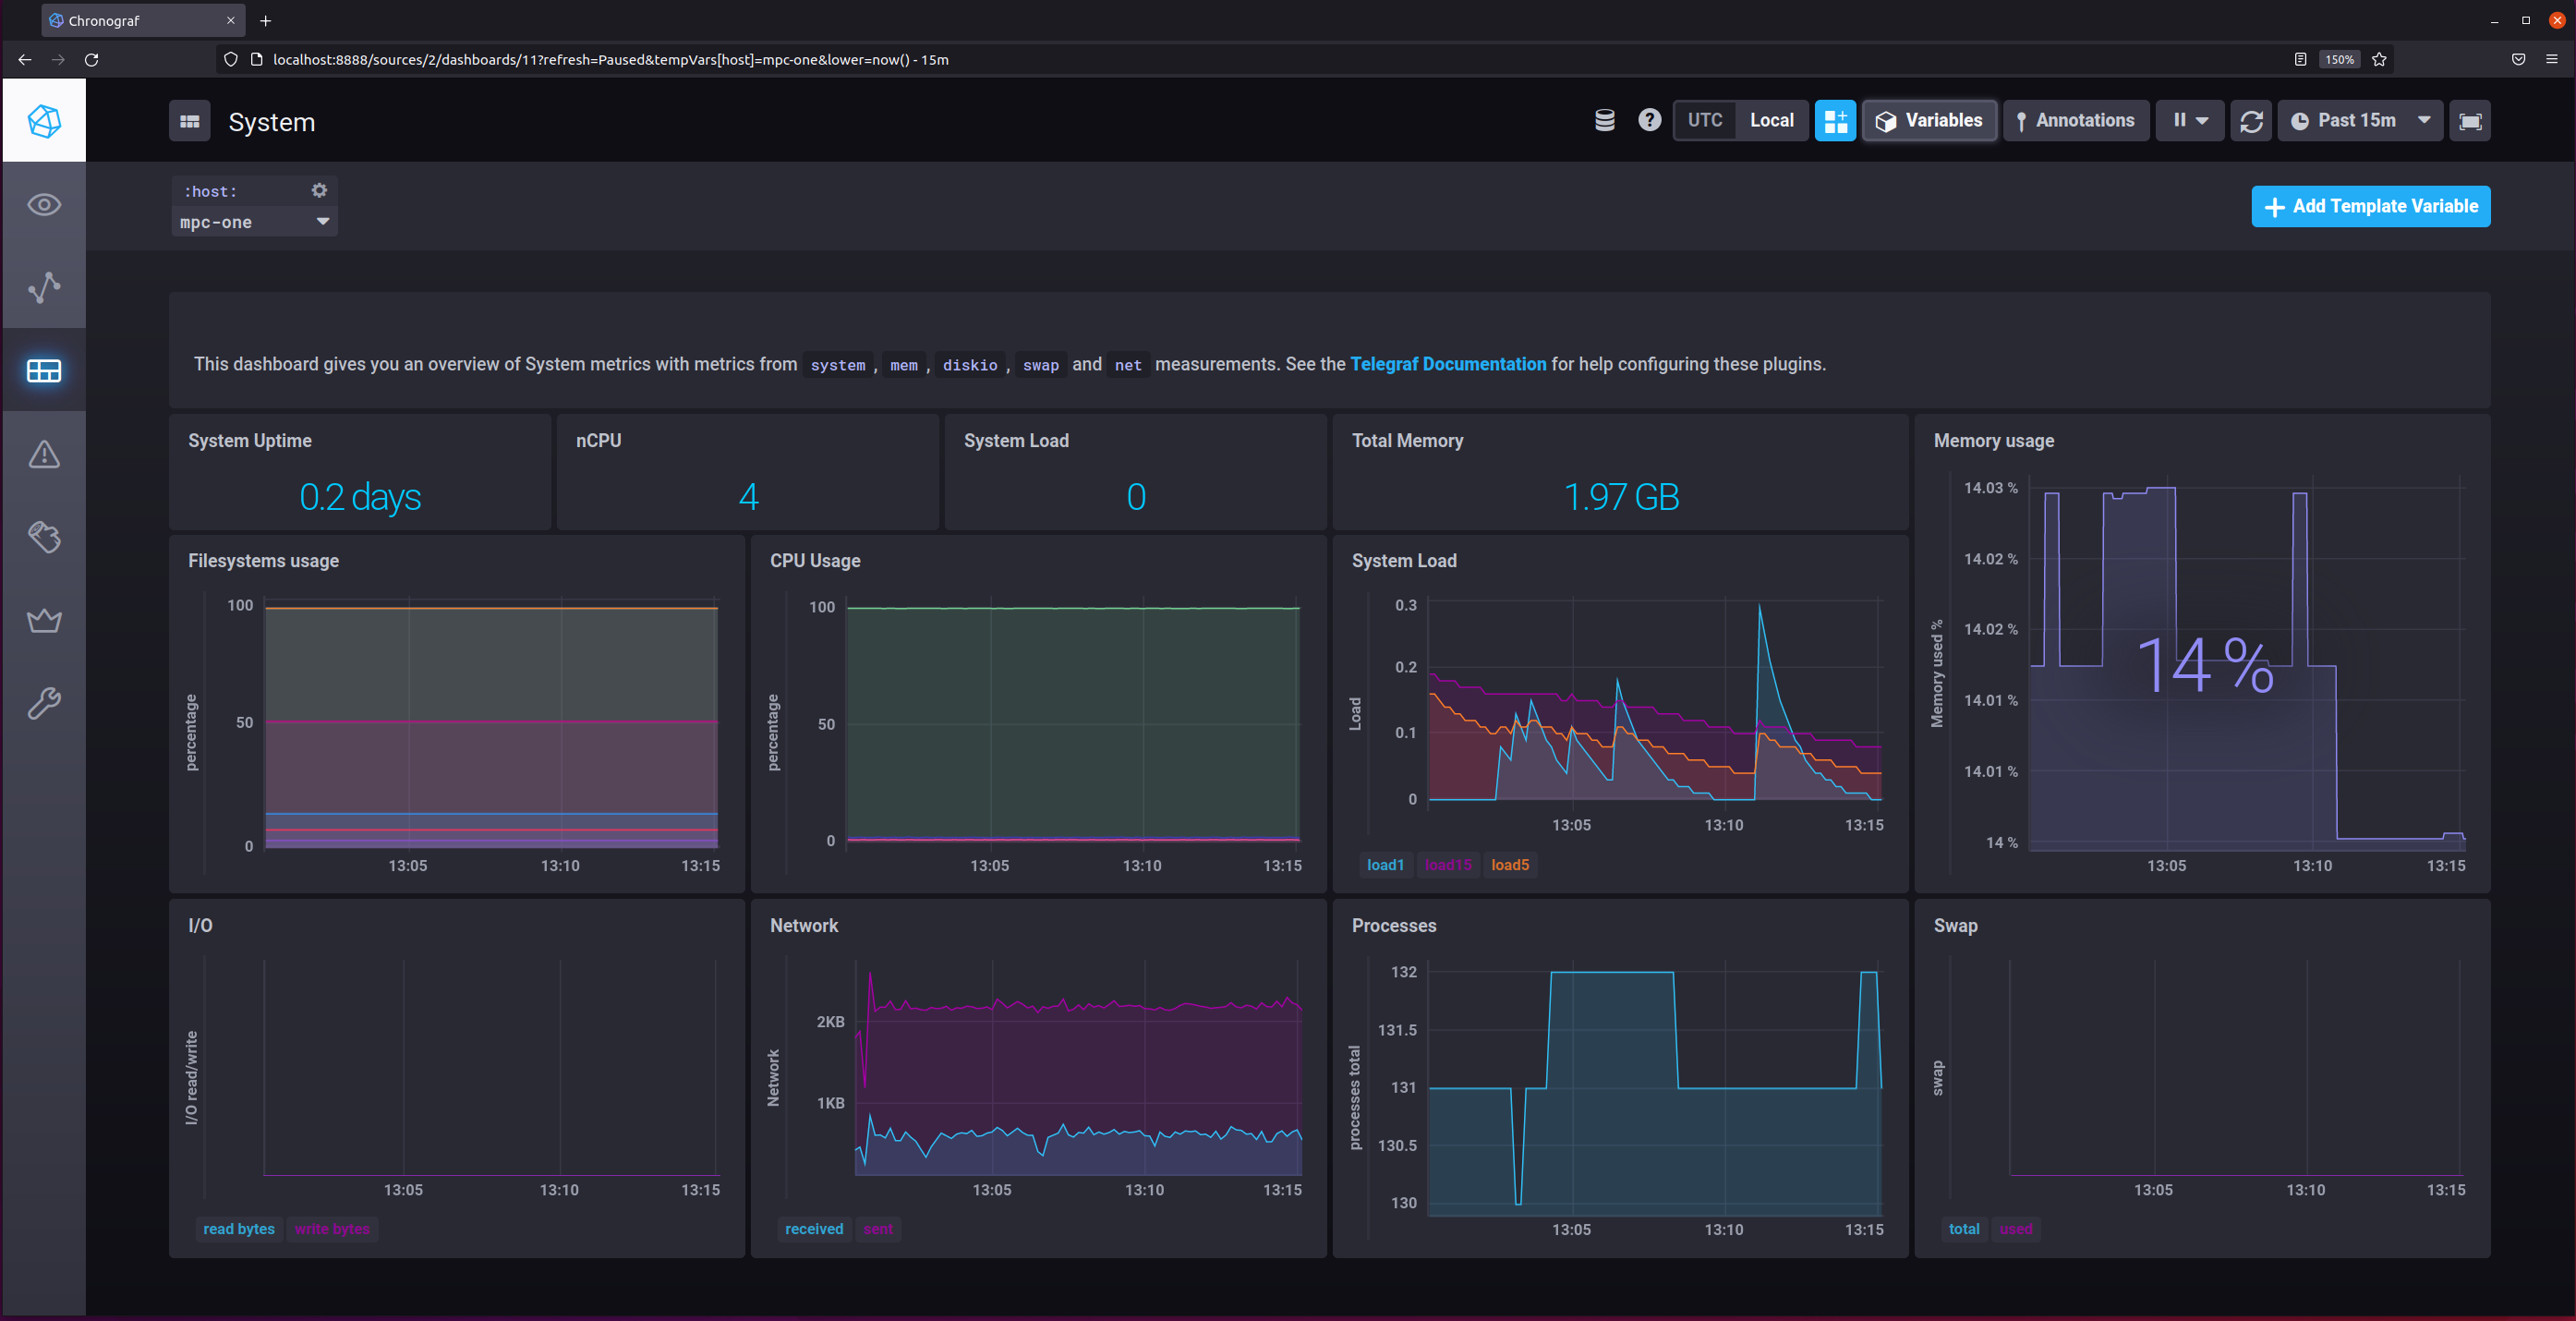 Chronograf
localhost:8888/sources/2/dashboards/11?refresh=Paused&tempVars[host]=mpc-one&lower=now() - 15m
150%
System
UTC Local Variables Annotations Past 15m
:host:
mpc-one
Add Template Variable
This dashboard gives you an overview of System metrics with metrics from system , mem , diskio , swap and net measurements. See the Telegraf Documentation for help configuring these plugins.
System Uptime
0.2 days
nCPU
4
System Load
0
Total Memory
1.97 GB
Memory usage
Memory used %
14.03 %
14.02 %
14.02 %
14.01 %
14.01 %
14 %
14 %
13:05 13:10 13:15
Filesystems usage
percentage
100
50
0
13:05 13:10 13:15
CPU Usage
percentage
100
50
0
13:05 13:10 13:15
System Load
Load
0.3
0.2
0.1
0
13:05 13:10 13:15
load1 load15 load5
I/O
I/O read/write
13:05 13:10 13:15
read bytes write bytes
Network
Network
2KB
1KB
13:05 13:10 13:15
received sent
Processes
processes total
132
131.5
131
130.5
130
13:05 13:10 13:15
Swap
swap
13:05 13:10 13:15
total used